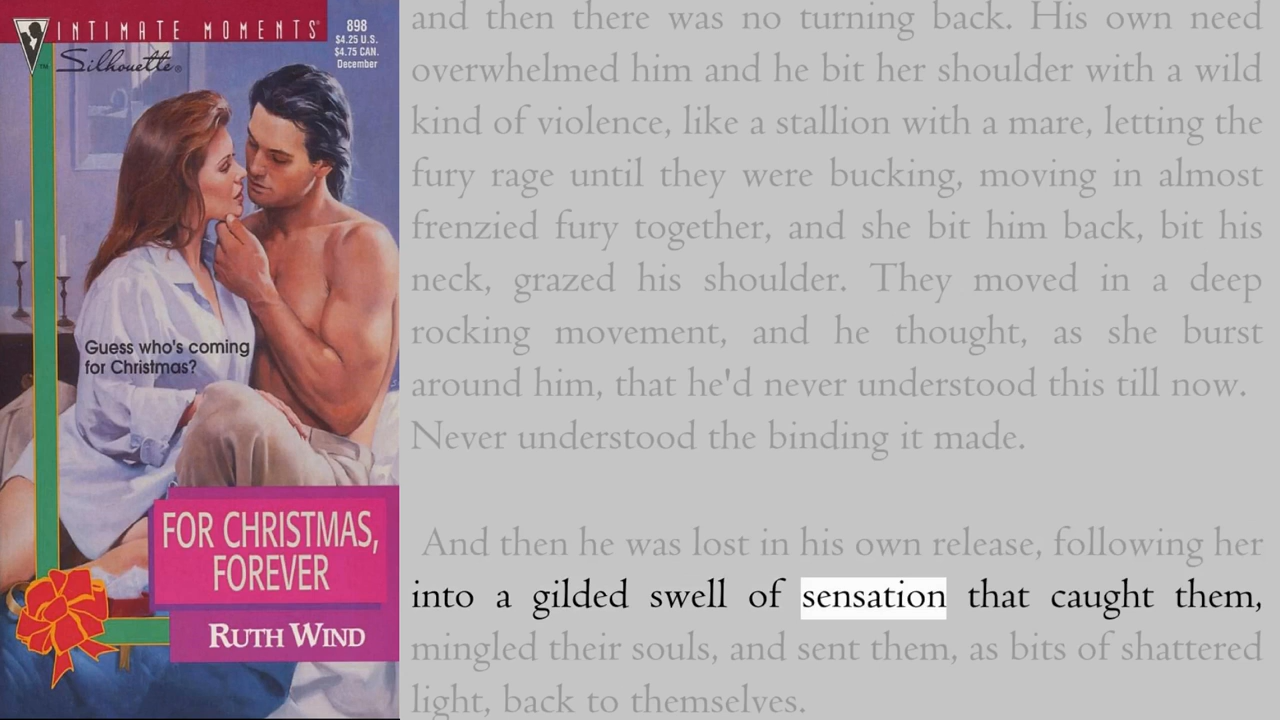 INTIMATE MOMENTS®
Silhouette®
TM
898
$4.25 U.S.
$4.75 CAN.
December
Guess who's coming
for Christmas?
FOR CHRISTMAS,
FOREVER
RUTH WIND
and then there was no turning back. His own need
overwhelmed him and he bit her shoulder with a wild
kind of violence, like a stallion with a mare, letting the
fury rage until they were bucking, moving in almost
frenzied fury together, and she bit him back, bit his
neck, grazed his shoulder. They moved in a deep
rocking movement, and he thought, as she burst
around him, that he'd never understood this till now.
Never understood the binding it made.
And then he was lost in his own release, following her
into a gilded swell of sensation that caught them,
mingled their souls, and sent them, as bits of shattered
light, back to themselves.